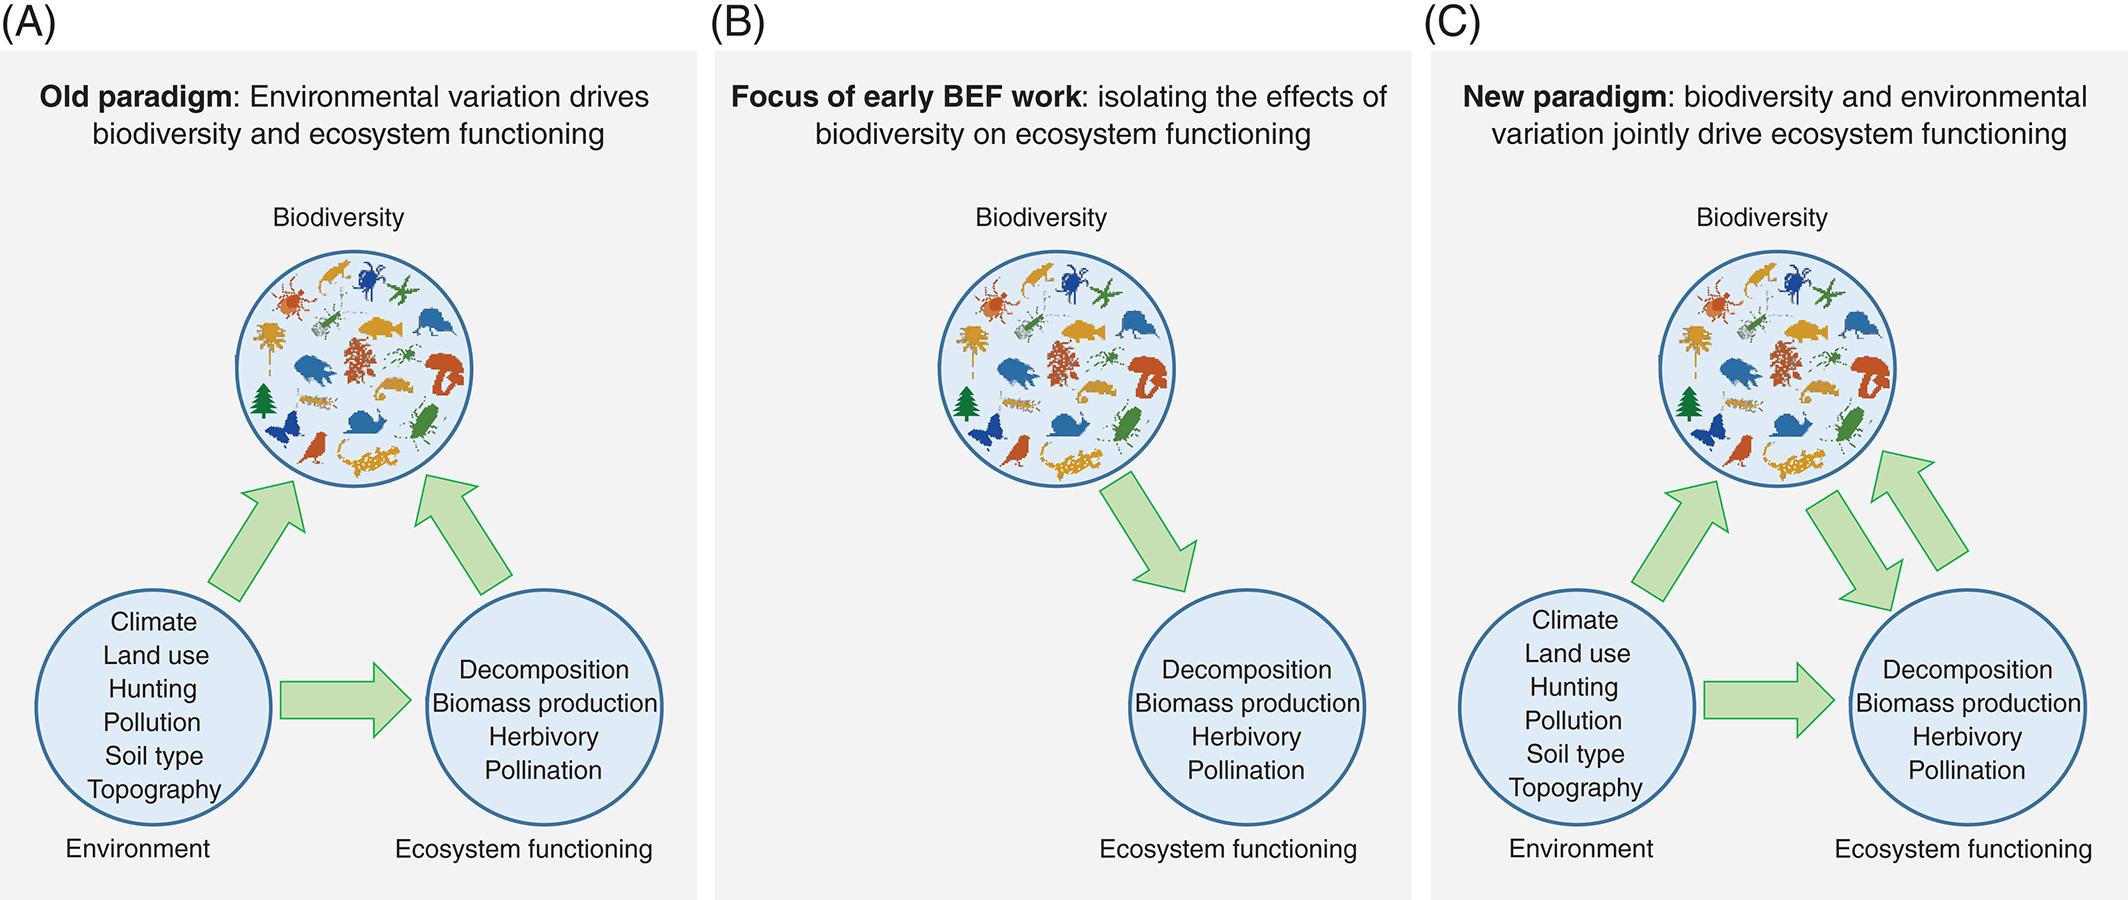 (A)
Old paradigm: Environmental variation drives
biodiversity and ecosystem functioning
Biodiversity
Climate
Land use
Hunting
Pollution
Soil type
Topography
Environment
Decomposition
Biomass production
Herbivory
Pollination
Ecosystem functioning
(B)
Focus of early BEF work: isolating the effects of
biodiversity on ecosystem functioning
Biodiversity
Decomposition
Biomass production
Herbivory
Pollination
Ecosystem functioning
(C)
New paradigm: biodiversity and environmental
variation jointly drive ecosystem functioning
Biodiversity
Climate
Land use
Hunting
Pollution
Soil type
Topography
Environment
Decomposition
Biomass production
Herbivory
Pollination
Ecosystem functioning